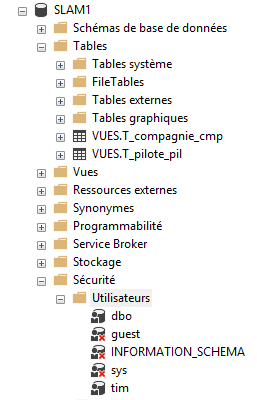 SLAM1
Schémas de base de données
Tables
Tables système
FileTables
Tables externes
Tables graphiques
VUES.T_compagnie_cmp
VUES.T_pilote_pil
Vues
Ressources externes
Synonymes
Programmabilité
Service Broker
Stockage
Sécurité
Utilisateurs
dbo
guest
INFORMATION_SCHEMA
sys
tim